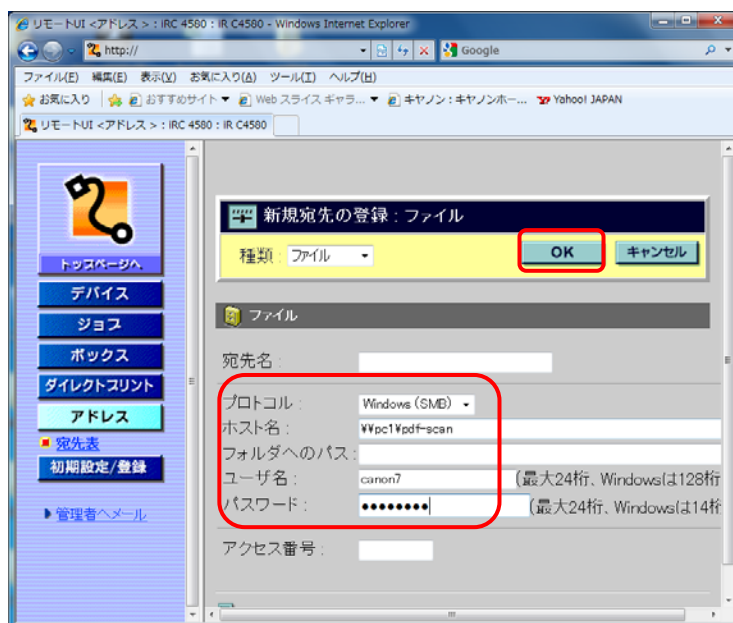 リモートUI <アドレス> : iRC 4580 : iR C4580 - Windows Internet Explorer
http://
Google
ファイル(F) 編集(E) 表示(V) お気に入り(A) ツール(T) ヘルプ(H)
お気に入り おすすめサイト Web スライス ギャラ... キヤノン:キヤノンホー... Yahoo! JAPAN
リモートUI <アドレス> : iRC 4580 : iR C4580
新規宛先の登録 : ファイル
種類 : ファイル OK キャンセル
トップページへ
デバイス
ジョブ
ボックス
ダイレクトプリント
アドレス
宛先表
初期設定/登録
管理者へメール
ファイル
宛先名 :
プロトコル : Windows (SMB)
ホスト名 : ¥¥pc1¥pdf-scan
フォルダへのパス :
ユーザ名 : canon7 (最大24桁、Windowsは128桁
パスワード : ●●●●●●●● (最大24桁、Windowsは14桁
アクセス番号 :